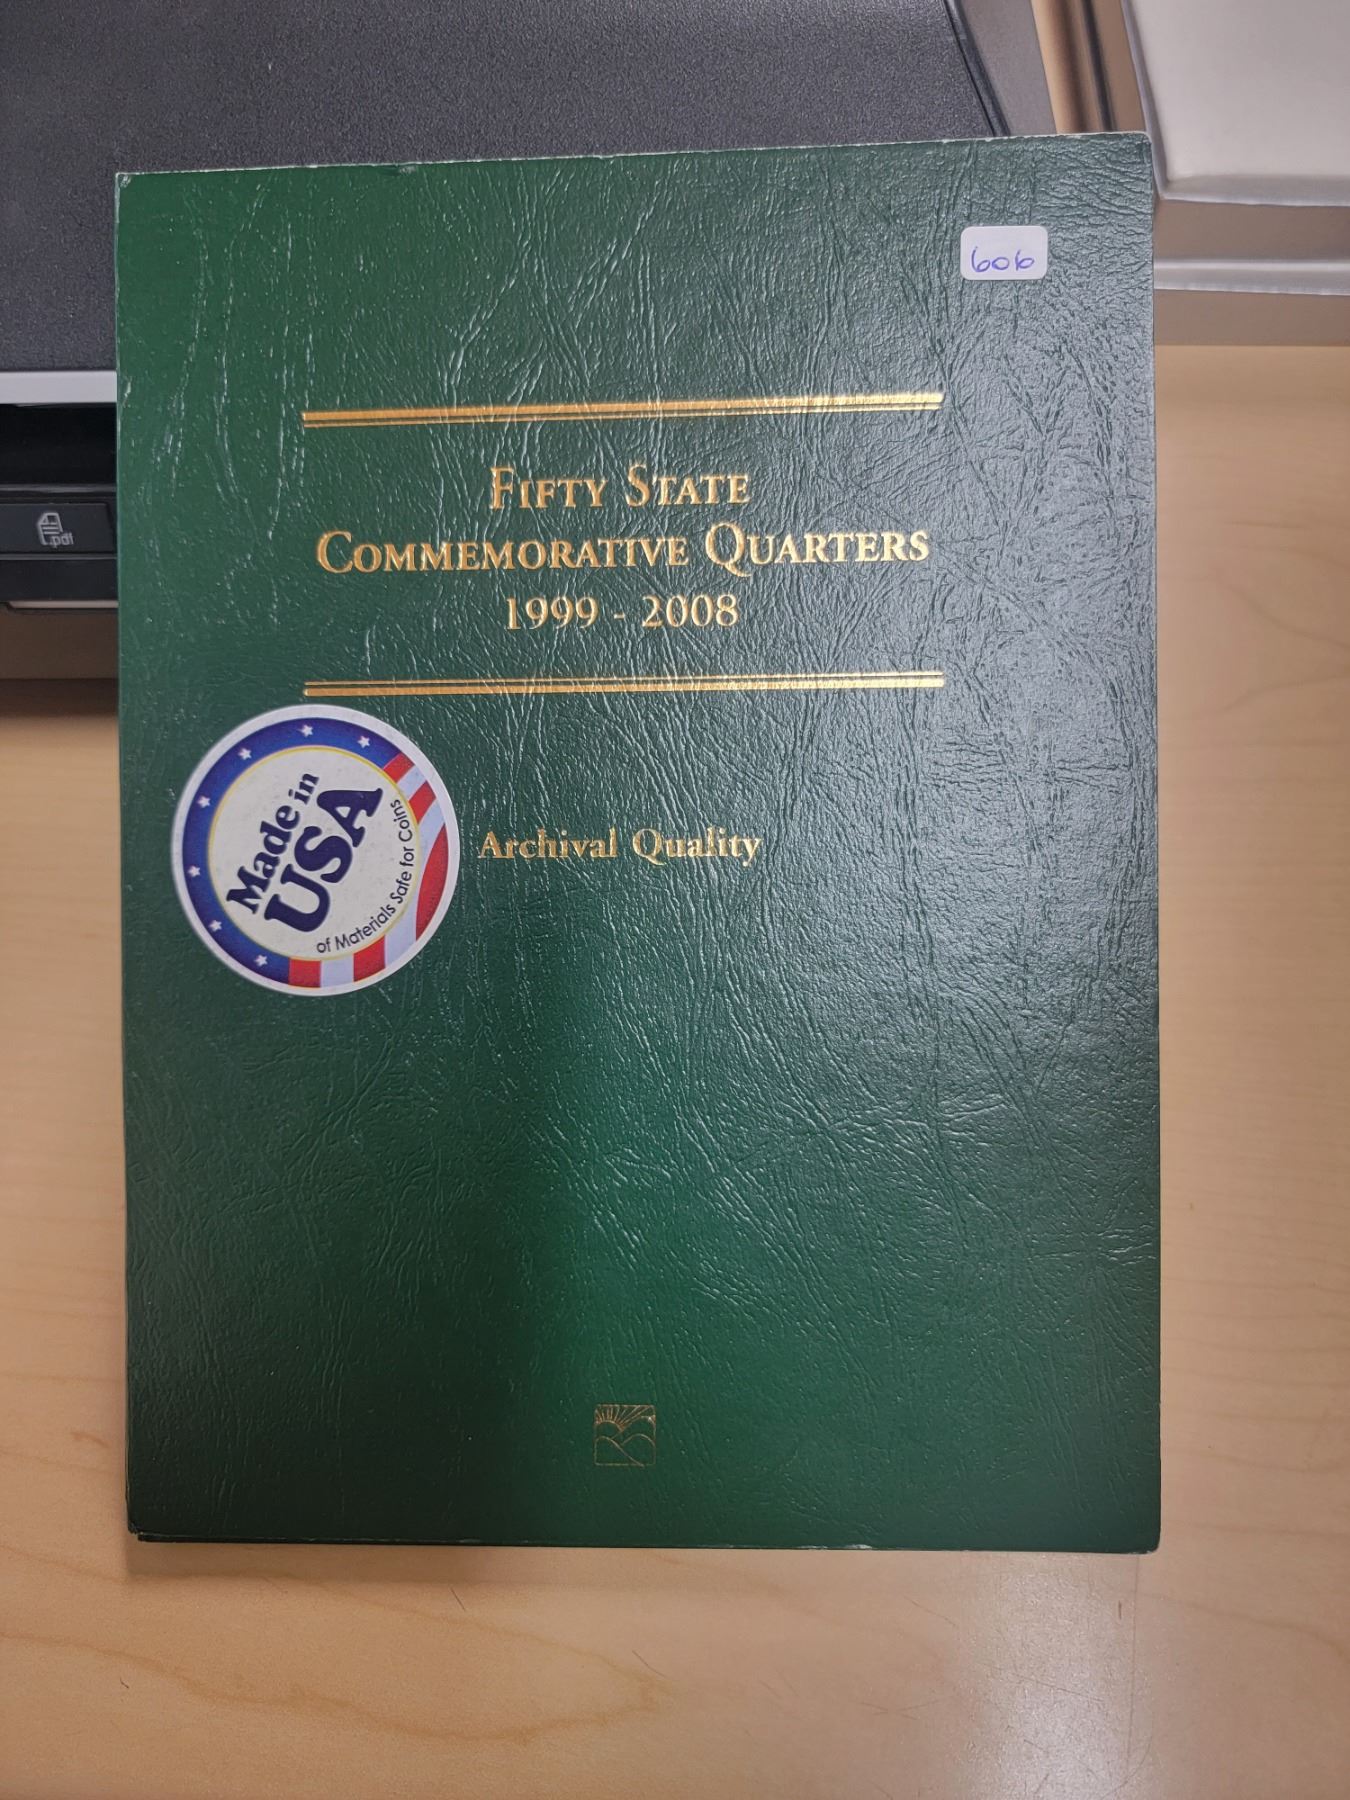 606
Fifty State
Commemorative Quarters
1999 - 2008
Made in
USA
of Materials Safe for Coins
Archival Quality
.pdf